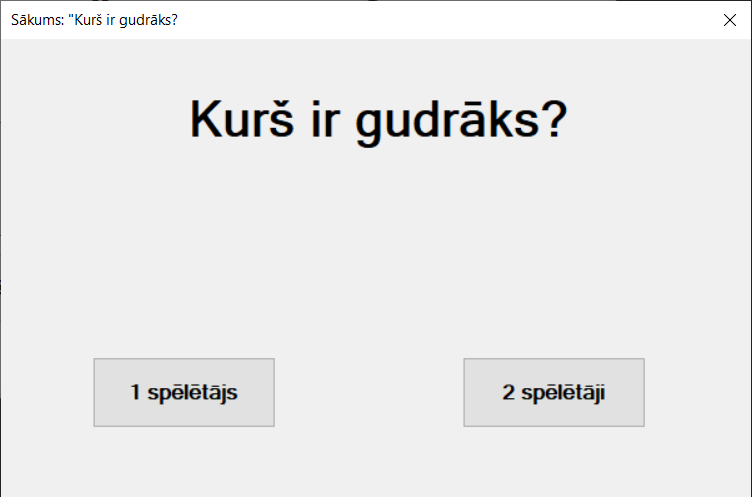 Sākums: "Kurš ir gudrāks?
Kurš ir gudrāks?
1 spēlētājs
2 spēlētāji